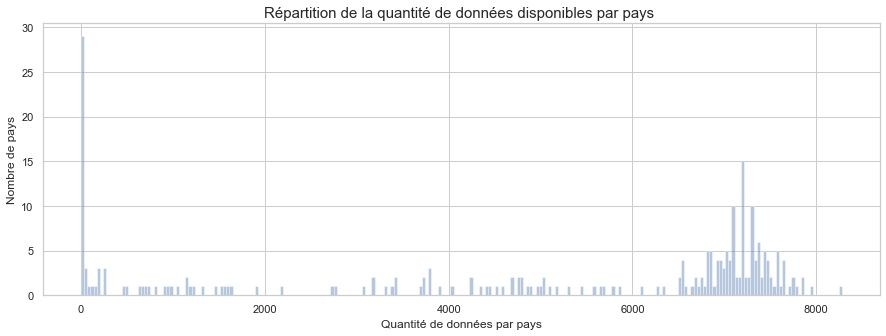 Répartition de la quantité de données disponibles par pays
30
25
20
15
10
5
0
Nombre de pays
0 2000 4000 6000 8000
Quantité de données par pays